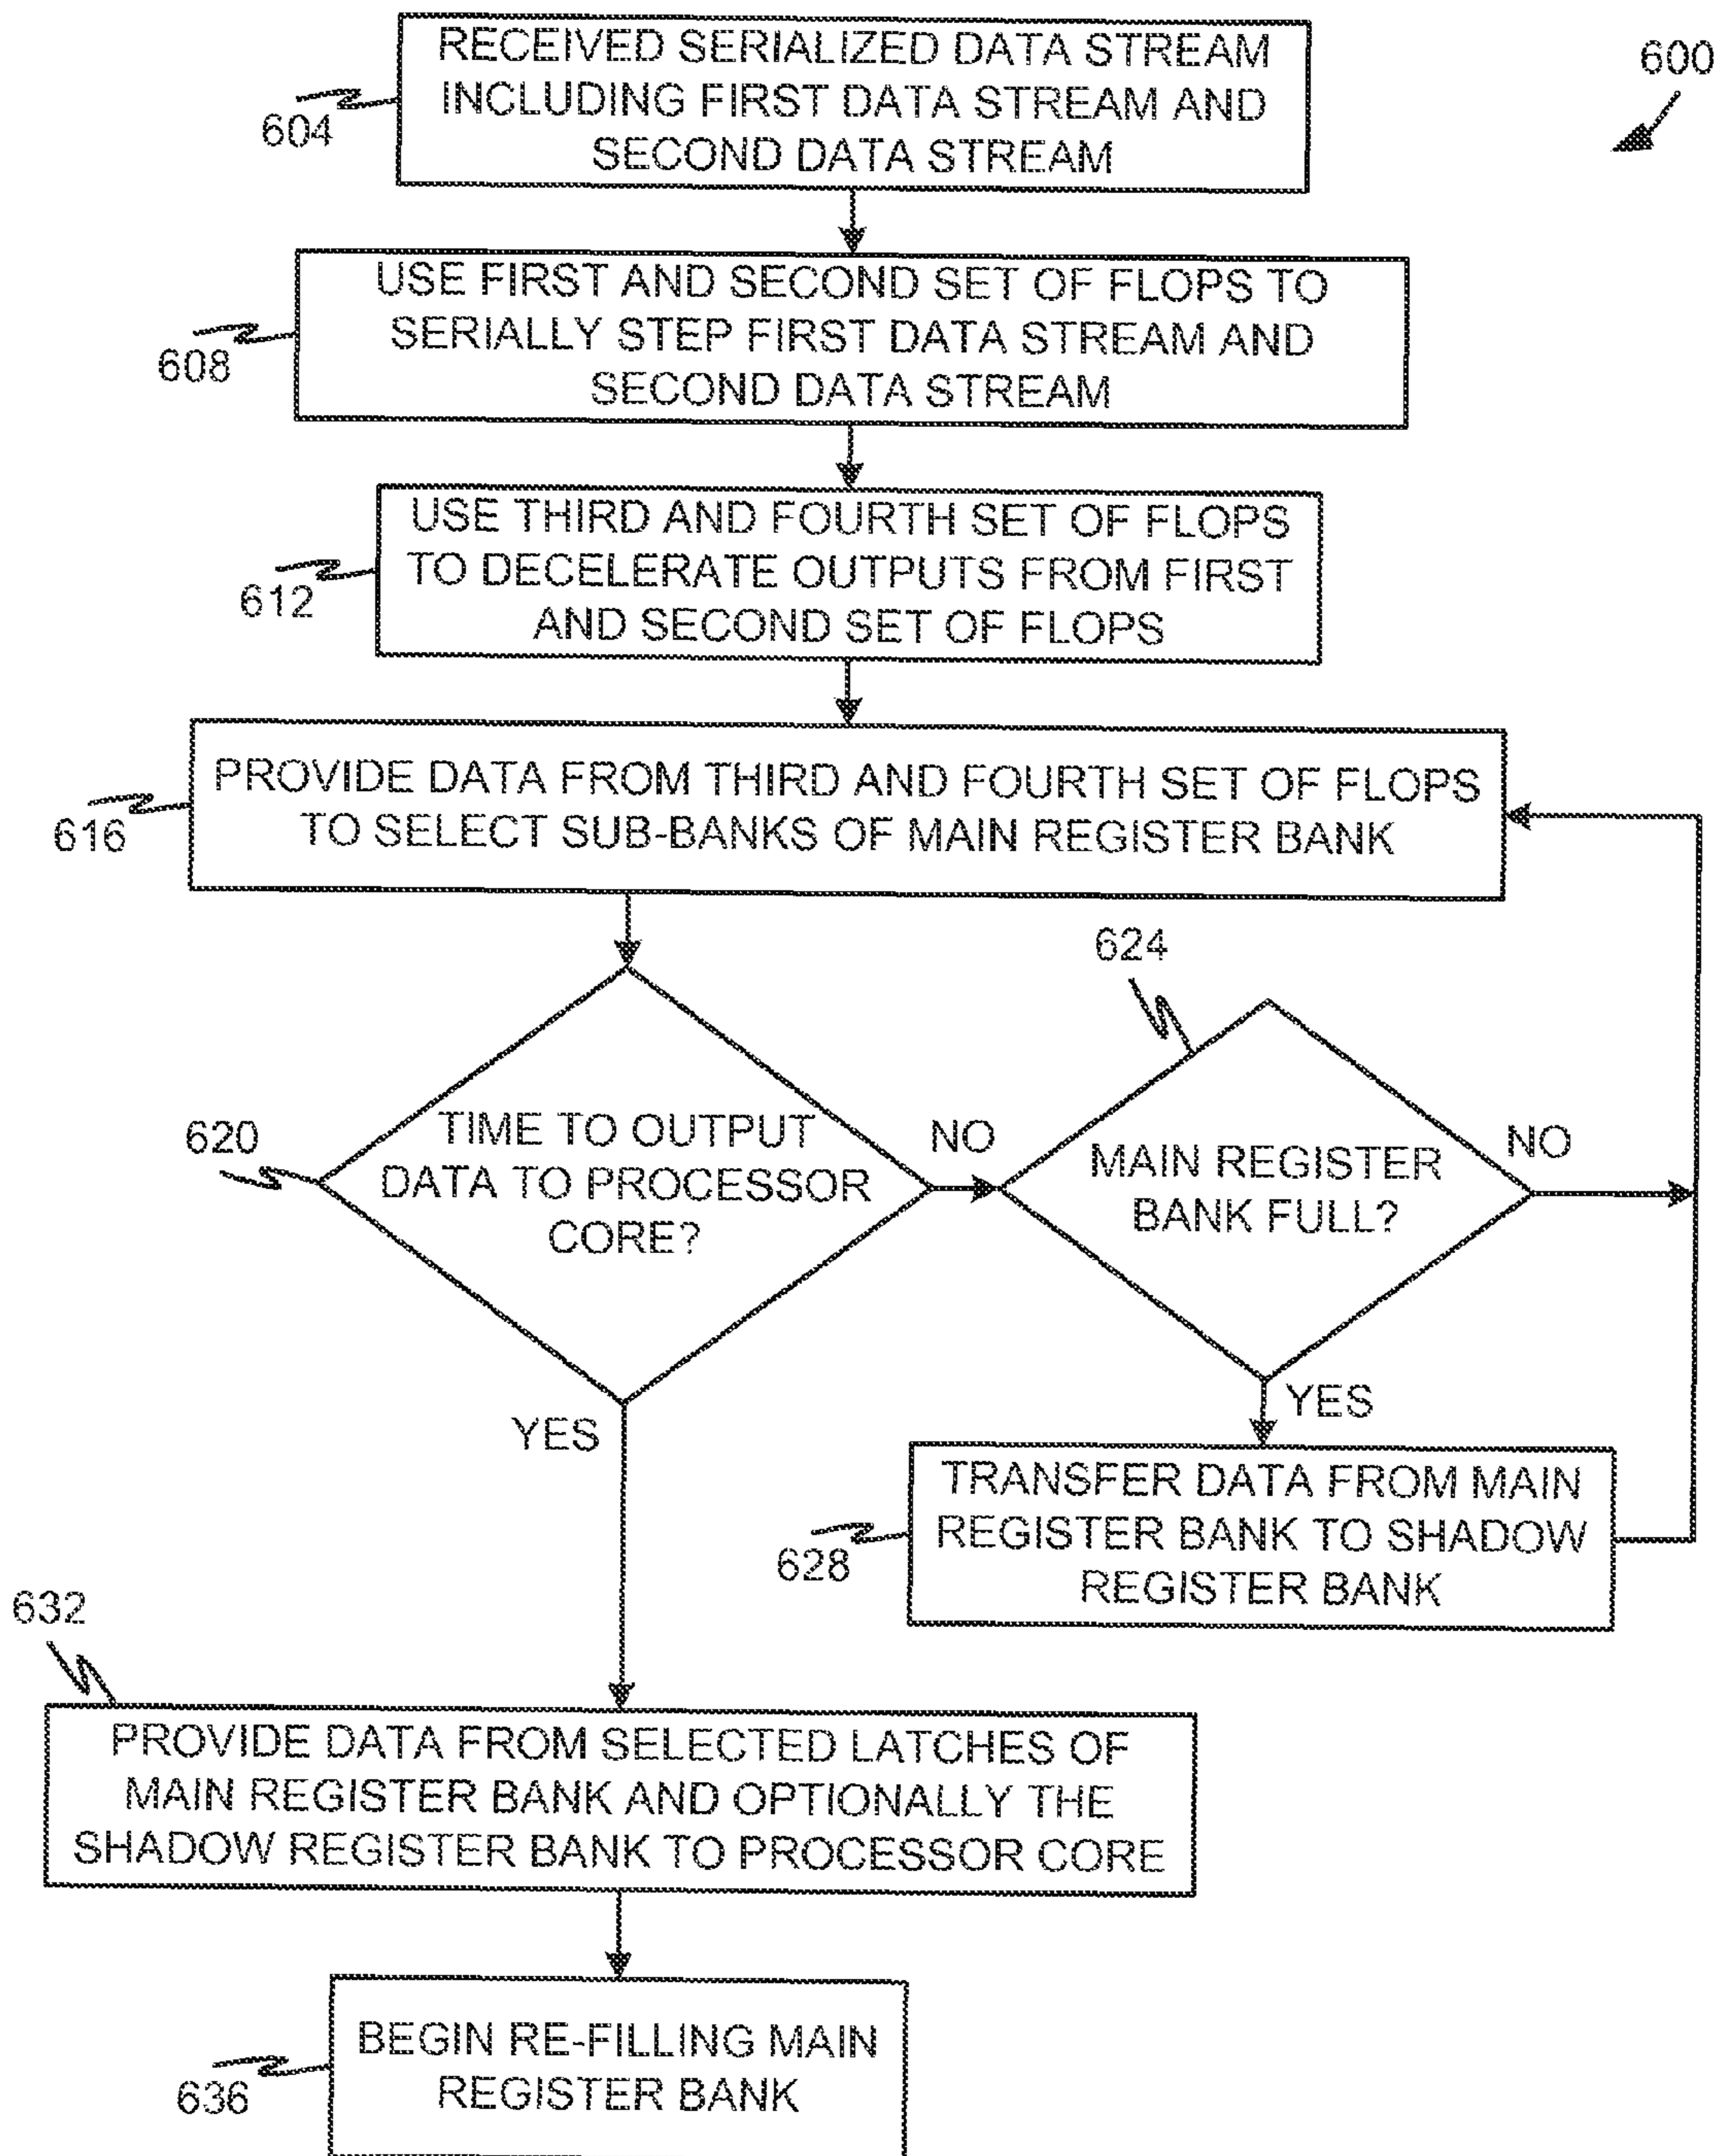 RECEIVED SERIALIZED DATA STREAM
INCLUDING FIRST DATA STREAM AND
SECOND DATA STREAM
600
604
USE FIRST AND SECOND SET OF FLOPS TO
SERIALLY STEP FIRST DATA STREAM AND
SECOND DATA STREAM
608
USE THIRD AND FOURTH SET OF FLOPS
TO DECELERATE OUTPUTS FROM FIRST
AND SECOND SET OF FLOPS
612
PROVIDE DATA FROM THIRD AND FOURTH SET OF FLOPS
TO SELECT SUB-BANKS OF MAIN REGISTER BANK
616
620
TIME TO OUTPUT
DATA TO PROCESSOR
CORE?
NO
YES
624
MAIN REGISTER
BANK FULL?
NO
YES
TRANSFER DATA FROM MAIN
REGISTER BANK TO SHADOW
REGISTER BANK
628
632
PROVIDE DATA FROM SELECTED LATCHES OF
MAIN REGISTER BANK AND OPTIONALLY THE
SHADOW REGISTER BANK TO PROCESSOR CORE
BEGIN RE-FILLING MAIN
REGISTER BANK
636